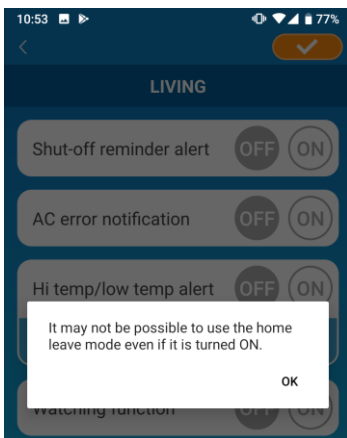 10:53 77%
LIVING
Shut-off reminder alert OFF ON
AC error notification OFF ON
Hi temp/low temp alert OFF ON
It may not be possible to use the home
leave mode even if it is turned ON.
OK
Watching function OFF ON